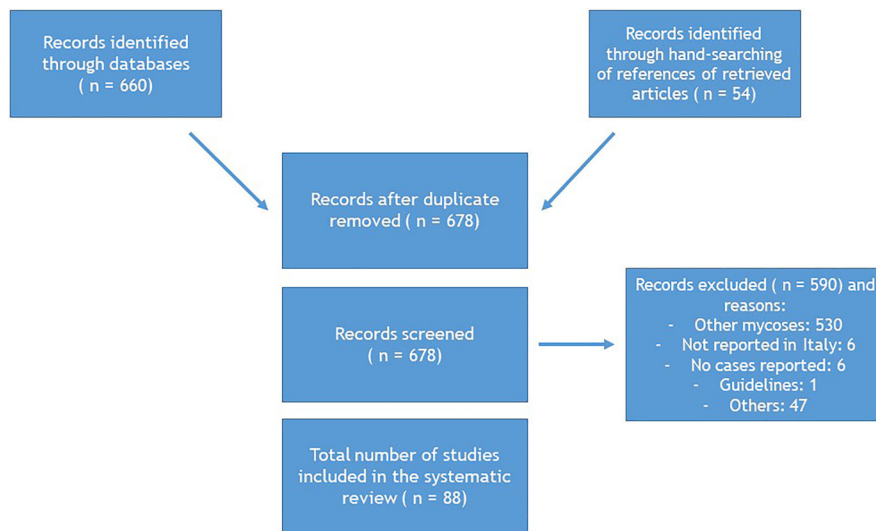 Records identified
through databases
( n = 660)
Records identified
through hand-searching
of references of retrieved
articles ( n = 54)
Records after duplicate
removed ( n = 678)
Records screened
( n = 678)
Records excluded ( n = 590) and
reasons:
- Other mycoses: 530
- Not reported in Italy: 6
- No cases reported: 6
- Guidelines: 1
- Others: 47
Total number of studies
included in the systematic
review ( n = 88)